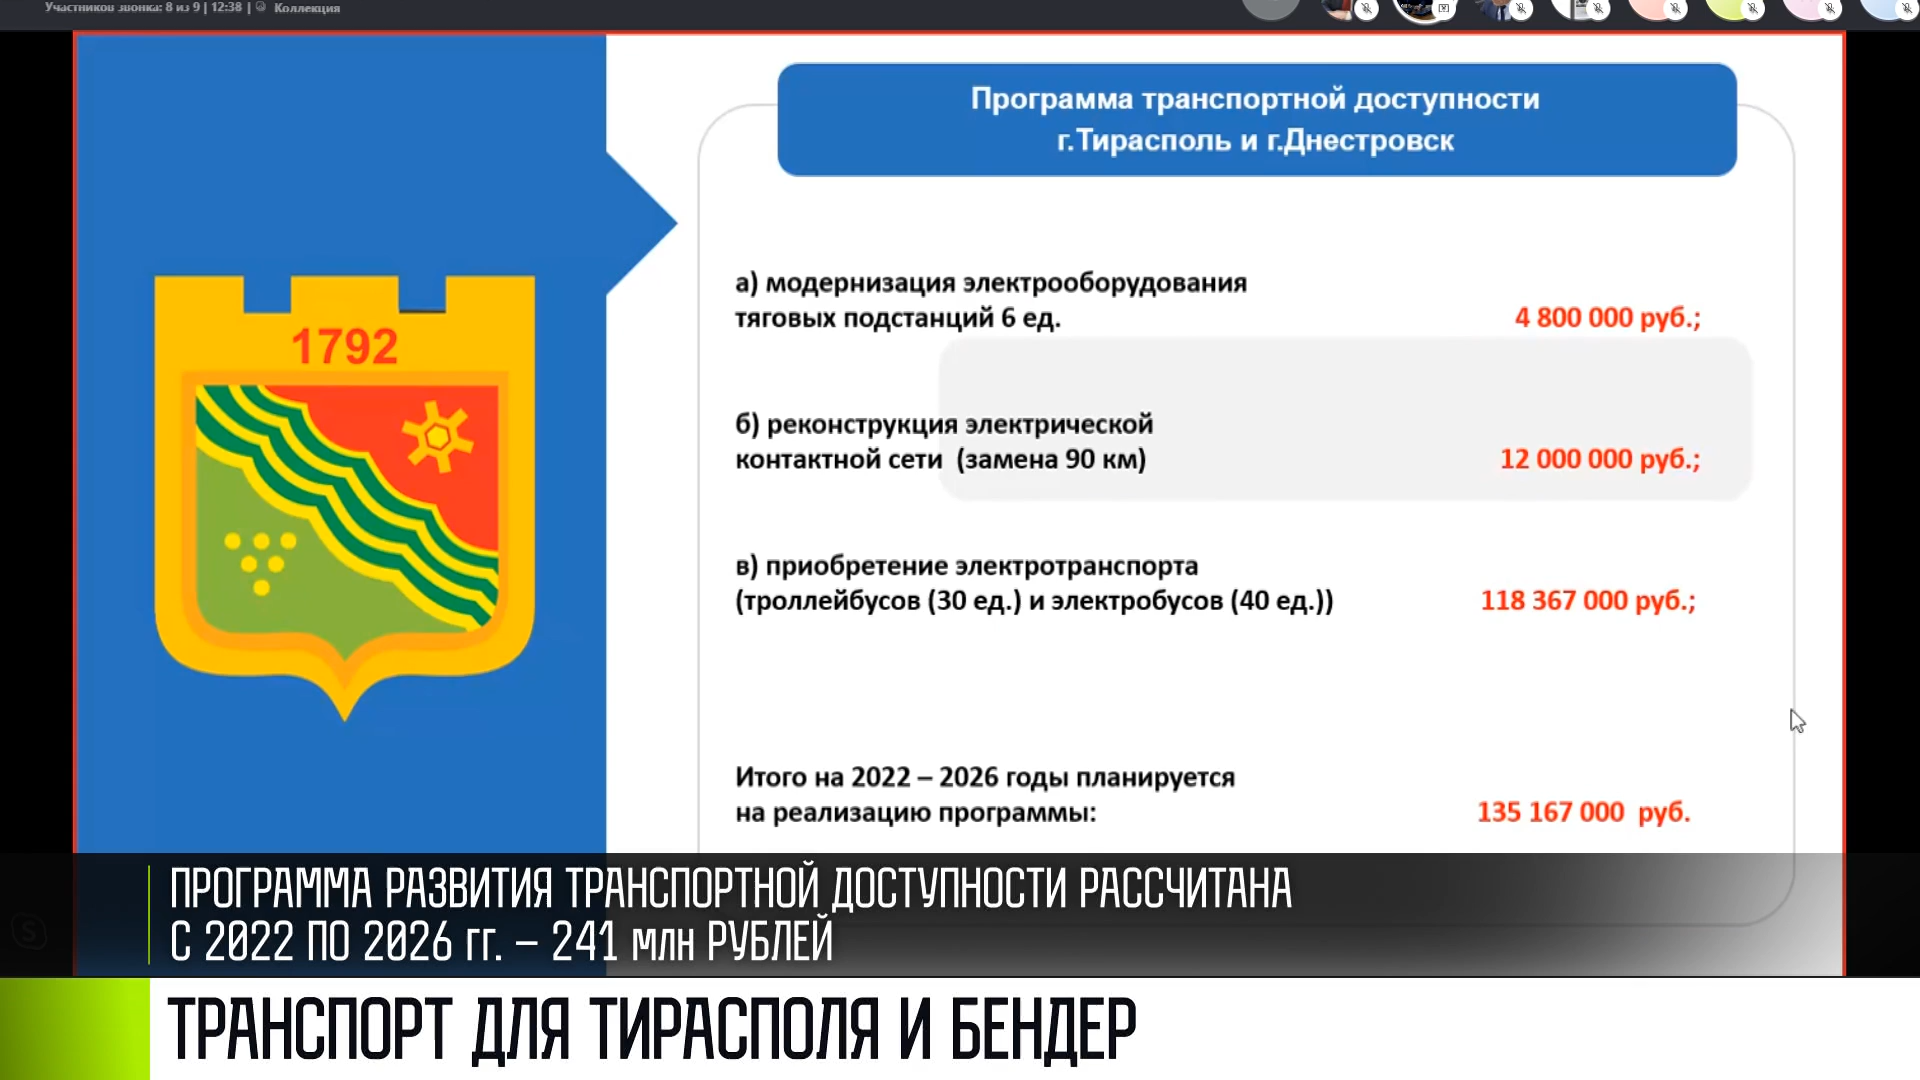 Участников звонка: 8 из 9 | 12:38 | Коллекция
Программа транспортной доступности
г.Тирасполь и г.Днестровск
1792
а) модернизация электрооборудования
тяговых подстанций 6 ед. 4 800 000 руб.;
б) реконструкция электрической
контактной сети (замена 90 км) 12 000 000 руб.;
в) приобретение электротранспорта
(троллейбусов (30 ед.) и электробусов (40 ед.)) 118 367 000 руб.;
Итого на 2022 – 2026 годы планируется
на реализацию программы: 135 167 000 руб.
ПРОГРАММА РАЗВИТИЯ ТРАНСПОРТНОЙ ДОСТУПНОСТИ РАССЧИТАНА
С 2022 ПО 2026 гг. – 241 млн РУБЛЕЙ
ТРАНСПОРТ ДЛЯ ТИРАСПОЛЯ И БЕНДЕР